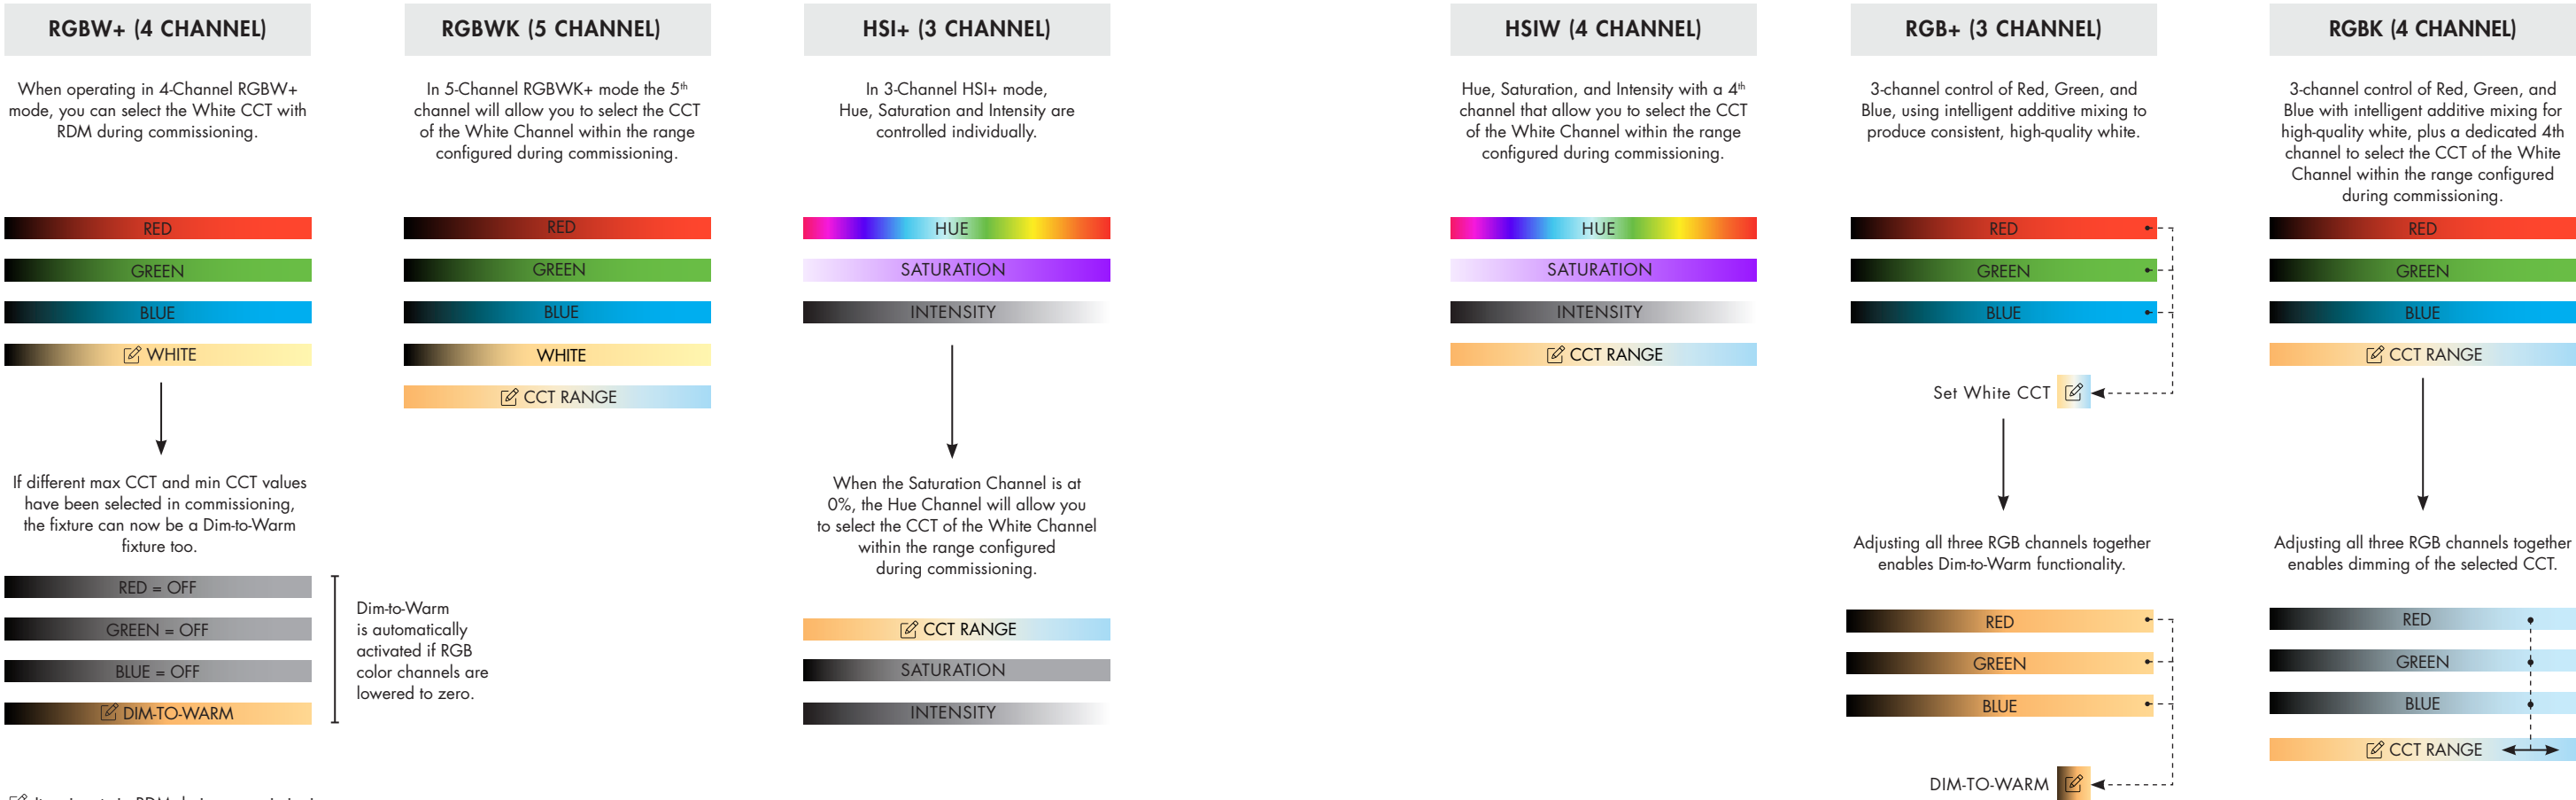 RGBW+ (4 CHANNEL)
When operating in 4-Channel RGBW+
mode, you can select the White CCT with
RDM during commissioning.
RED
GREEN
BLUE
WHITE
If different max CCT and min CCT values
have been selected in commissioning,
the fixture can now be a Dim-to-Warm
fixture too.
RED = OFF
GREEN = OFF
BLUE = OFF
DIM-TO-WARM
Dim-to-Warm
is automatically
activated if RGB
color channels are
lowered to zero.
RGBWK (5 CHANNEL)
In 5-Channel RGBWK+ mode the 5th
channel will allow you to select the CCT
of the White Channel within the range
configured during commissioning.
RED
GREEN
BLUE
WHITE
CCT RANGE
HSI+ (3 CHANNEL)
In 3-Channel HSI+ mode,
Hue, Saturation and Intensity are
controlled individually.
HUE
SATURATION
INTENSITY
When the Saturation Channel is at
0%, the Hue Channel will allow you
to select the CCT of the White Channel
within the range configured
during commissioning.
CCT RANGE
SATURATION
INTENSITY
HSIW (4 CHANNEL)
Hue, Saturation, and Intensity with a 4th
channel that allow you to select the CCT
of the White Channel within the range
configured during commissioning.
HUE
SATURATION
INTENSITY
CCT RANGE
RGB+ (3 CHANNEL)
3-channel control of Red, Green, and
Blue, using intelligent additive mixing to
produce consistent, high-quality white.
RED
GREEN
BLUE
Set White CCT
Adjusting all three RGB channels together
enables Dim-to-Warm functionality.
RED
GREEN
BLUE
DIM-TO-WARM
RGBK (4 CHANNEL)
3-channel control of Red, Green, and
Blue with intelligent additive mixing for
high-quality white, plus a dedicated 4th
channel to select the CCT of the White
Channel within the range configured
during commissioning.
RED
GREEN
BLUE
CCT RANGE
Adjusting all three RGB channels together
enables dimming of the selected CCT.
RED
GREEN
BLUE
CCT RANGE